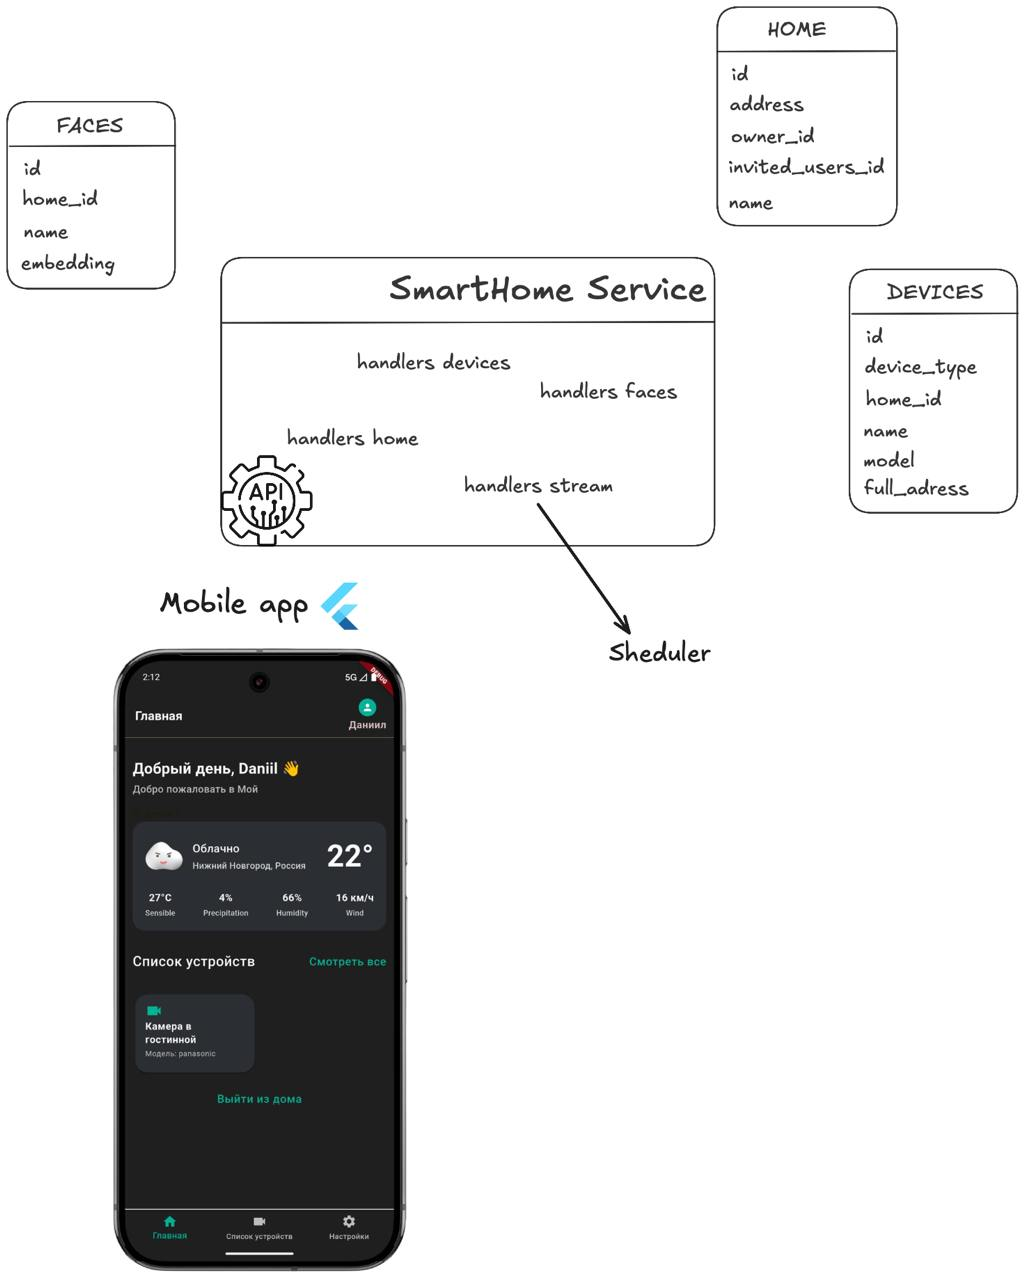 HOME
id
address
owner_id
invited_users_id
name
FACES
id
home_id
name
embedding
SmartHome Service
handlers devices
handlers faces
handlers home
handlers stream
API
DEVICES
id
device_type
home_id
name
model
full_adress
Sheduler
Mobile app
2:12
5G
DEBUG
Главная
Даниил
Добрый день, Daniil 👋
Добро пожаловать в Мой
Облачно
Нижний Новгород, Россия
22°
27°C
4%
66%
16 км/ч
Sensible
Precipitation
Humidity
Wind
Список устройств
Смотреть все
Камера в
гостинной
Модель: panasonic
Выйти из дома
Главная
Список устройств
Настройки